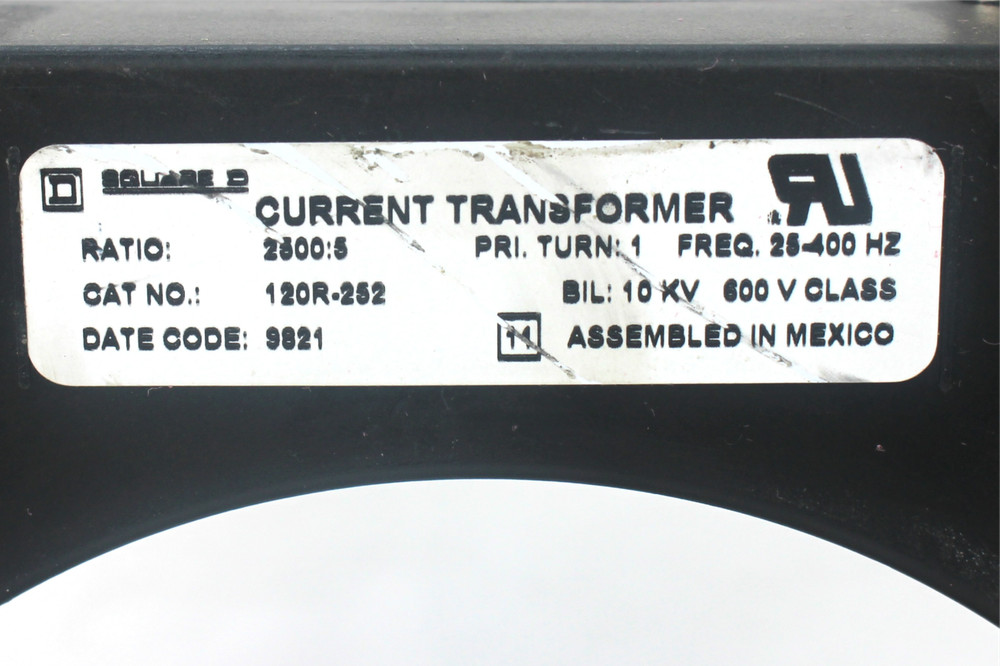 D SQUARE D
CURRENT TRANSFORMER
RATIO: 2500:5 PRI. TURN: 1 FREQ. 25-400 HZ
CAT NO.: 120R-252 BIL: 10 KV 600 V CLASS
DATE CODE: 9821 11 ASSEMBLED IN MEXICO